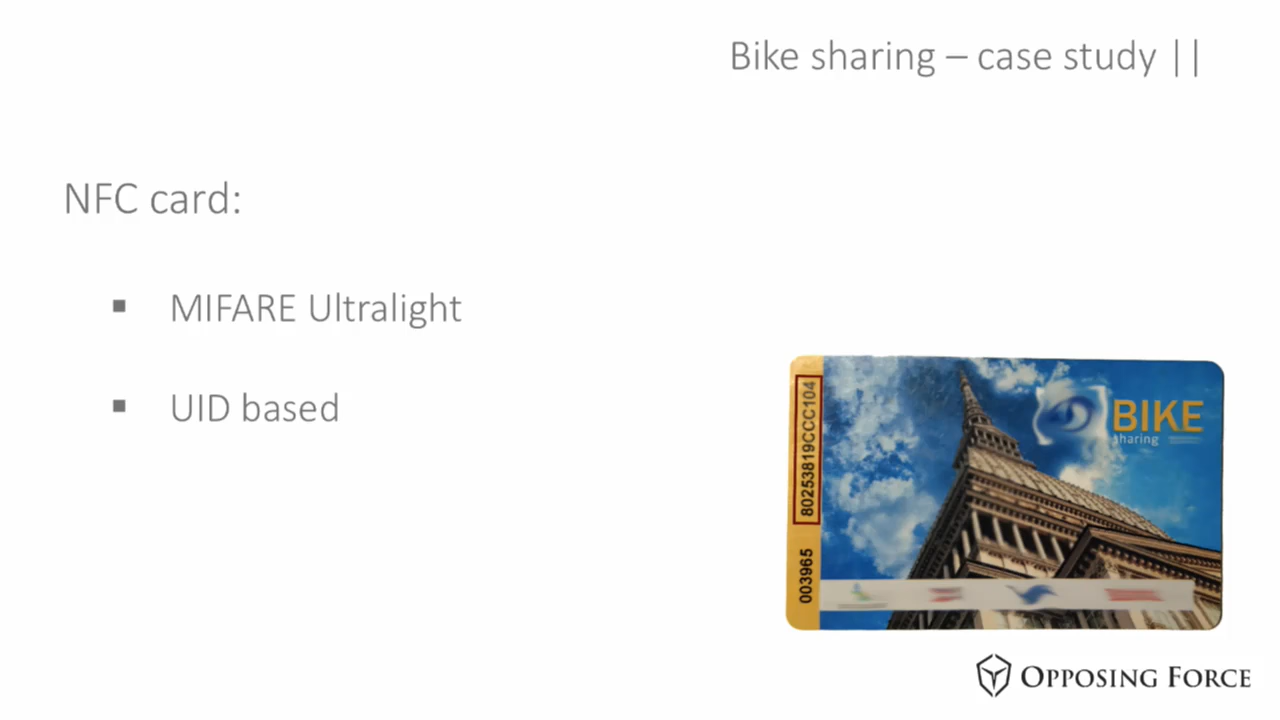 Bike sharing – case study ||
NFC card:
▪ MIFARE Ultralight
▪ UID based
80253819CCC104
003965
BIKE
sharing
OPPOSING FORCE